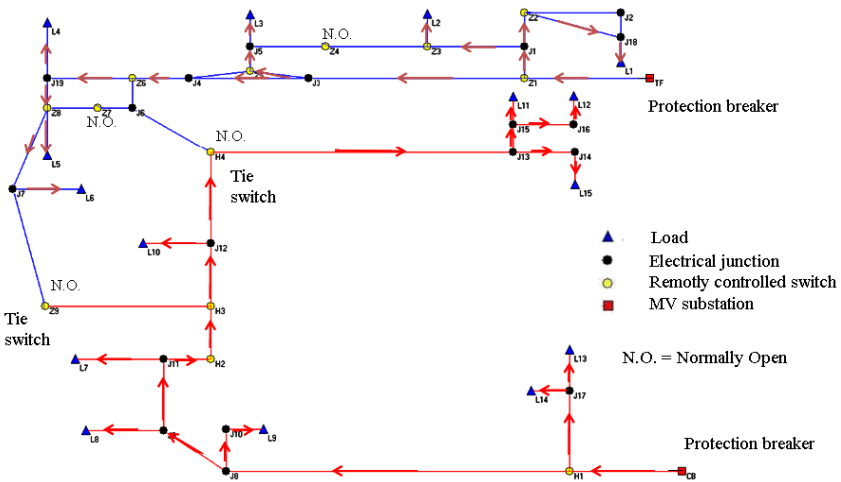 N.O.
L4
L3
L2
Z2
J2
J18
L1
J5
Z4
Z3
J1
J19
Z6
J4
J3
Z1
TF
Protection breaker
Z8
Z7
N.O.
J6
N.O.
L11
L12
J15
J16
L5
H4
J13
J14
J7
L6
Tie
switch
L15
L10
J12
Load
Electrical junction
Remotly controlled switch
MV substation
N.O.
Z9
H3
Tie
switch
L7
J11
H2
L13
N.O. = Normally Open
L14
J17
L8
J10
L9
Protection breaker
J8
H1
CB